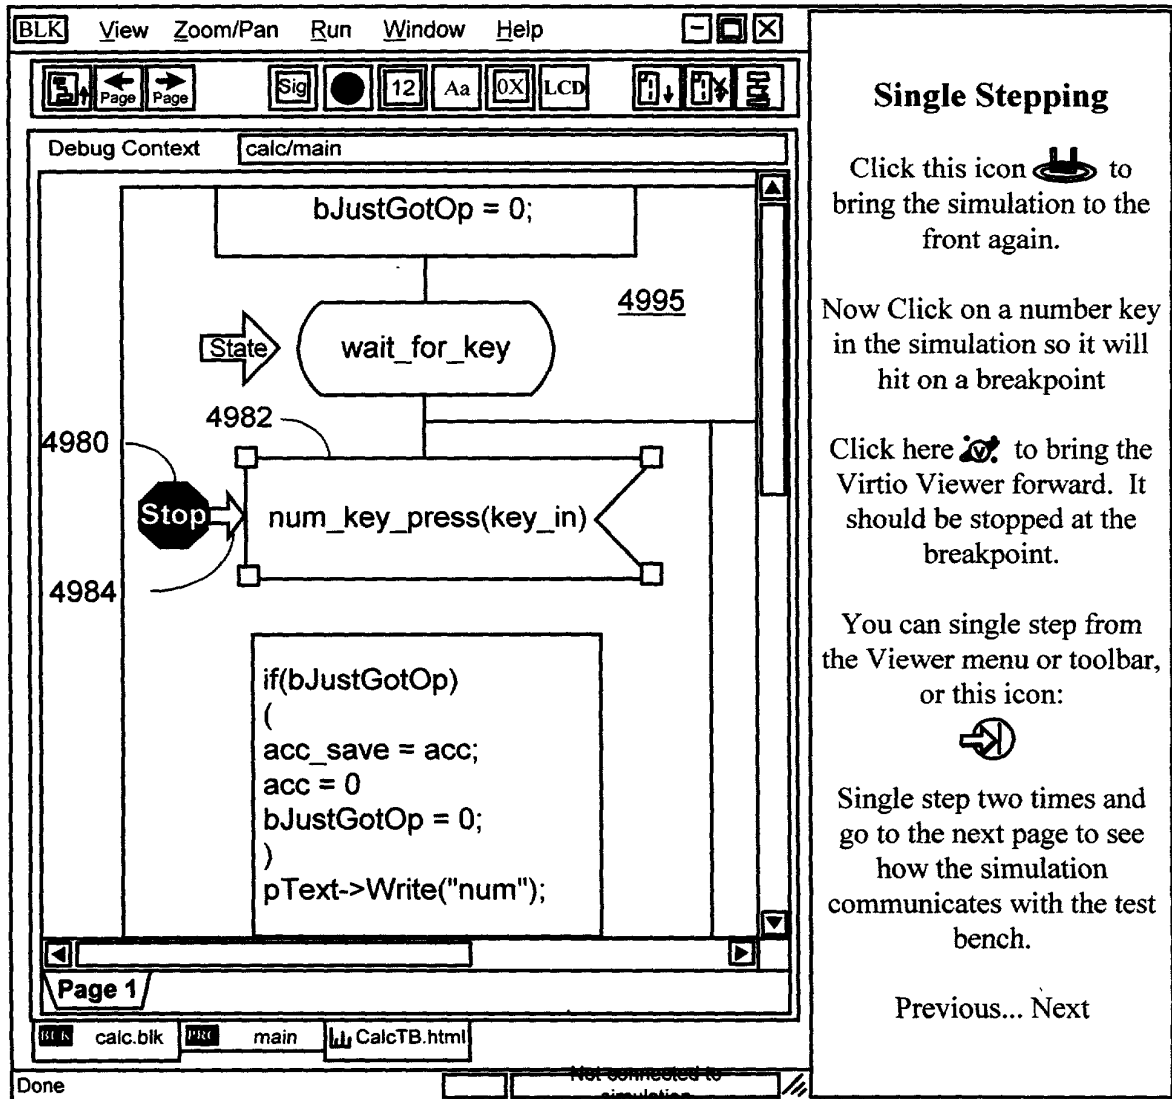 BLK View Zoom/Pan Run Window Help
Page Page Sig 12 Aa 0X LCD
Debug Context calc/main
bJustGotOp = 0;
4995
State wait_for_key
4982
4980
Stop num_key_press(key_in)
4984
if(bJustGotOp)
(
acc_save = acc;
acc = 0
bJustGotOp = 0;
)
pText->Write("num");
Page 1
BLK calc.blk PRC main CalcTB.html
Done Not connected to
simulation
Single Stepping
Click this icon to
bring the simulation to the
front again.
Now Click on a number key
in the simulation so it will
hit on a breakpoint
Click here V to bring the
Virtio Viewer forward. It
should be stopped at the
breakpoint.
You can single step from
the Viewer menu or toolbar,
or this icon:
Single step two times and
go to the next page to see
how the simulation
communicates with the test
bench.
Previous... Next